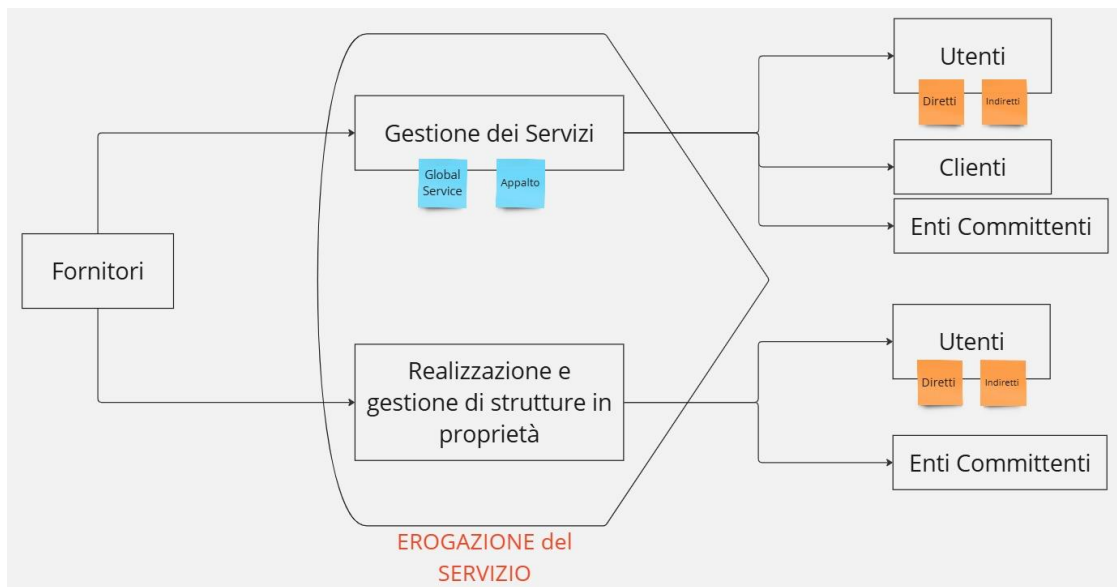 Utenti
Diretti
Indiretti
Gestione dei Servizi
Global
Service
Appalto
Clienti
Enti Committenti
Fornitori
Utenti
Diretti
Indiretti
Realizzazione e
gestione di strutture in
proprietà
Enti Committenti
EROGAZIONE del
SERVIZIO